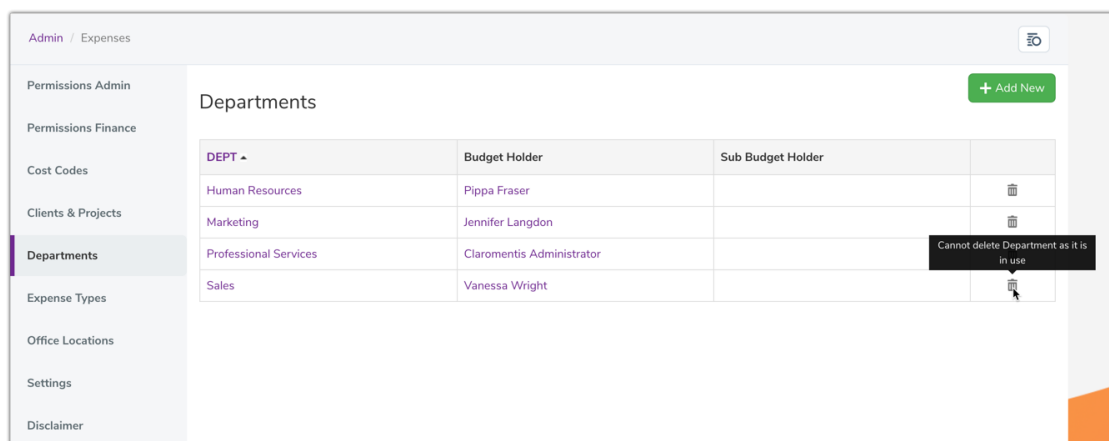 Admin / Expenses
Permissions Admin
Permissions Finance
Cost Codes
Clients & Projects
Departments
Expense Types
Office Locations
Settings
Disclaimer
Departments
+ Add New
DEPT Budget Holder Sub Budget Holder
Human Resources Pippa Fraser
Marketing Jennifer Langdon
Professional Services Claromentis Administrator
Cannot delete Department as it is
in use
Sales Vanessa Wright